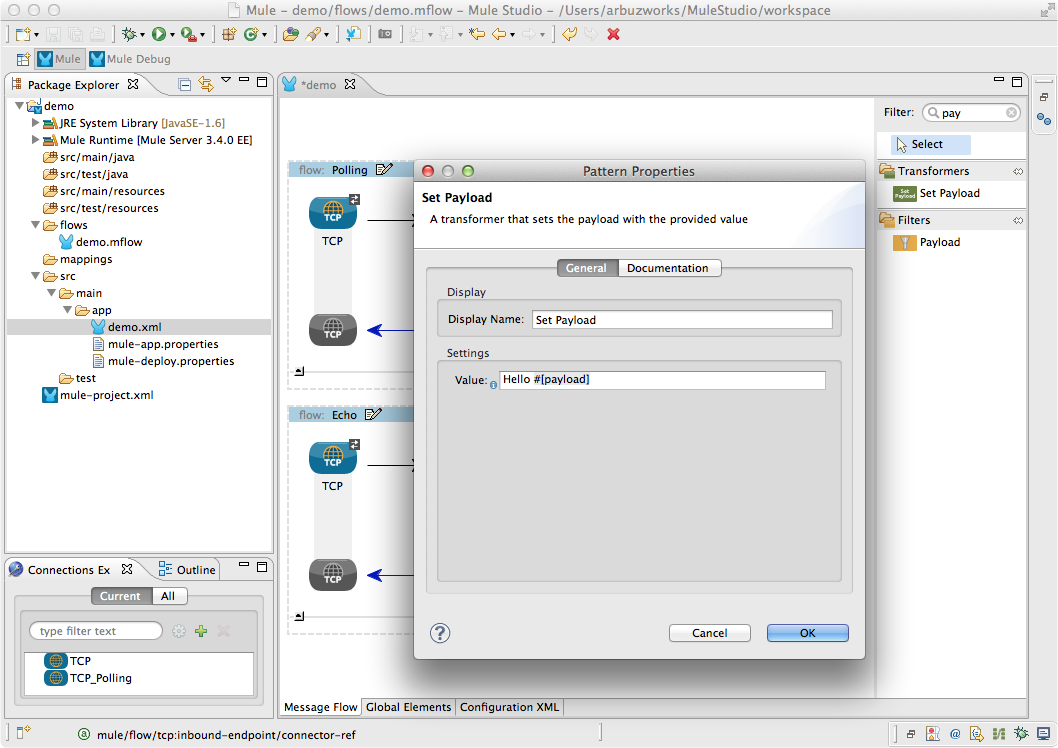 Mule – demo/flows/demo.mflow – Mule Studio – /Users/arbuzworks/MuleStudio/workspace
Mule
Mule Debug
Package Explorer
demo
JRE System Library [JavaSE-1.6]
Mule Runtime [Mule Server 3.4.0 EE]
src/main/java
src/test/java
src/main/resources
src/test/resources
flows
demo.mflow
mappings
src
main
app
demo.xml
mule-app.properties
mule-deploy.properties
test
mule-project.xml
Connections Ex
Outline
Current
All
type filter text
TCP
TCP_Polling
*demo
flow: Polling
TCP
TCP
TCP
flow: Echo
TCP
TCP
TCP
Message Flow
Global Elements
Configuration XML
Pattern Properties
Set Payload
A transformer that sets the payload with the provided value
General
Documentation
Display
Display Name: Set Payload
Settings
Value: Hello #[payload]
?
Cancel
OK
Filter: pay
Select
Transformers
Set Payload
Set Payload
Filters
Payload
mule/flow/tcp:inbound-endpoint/connector-ref